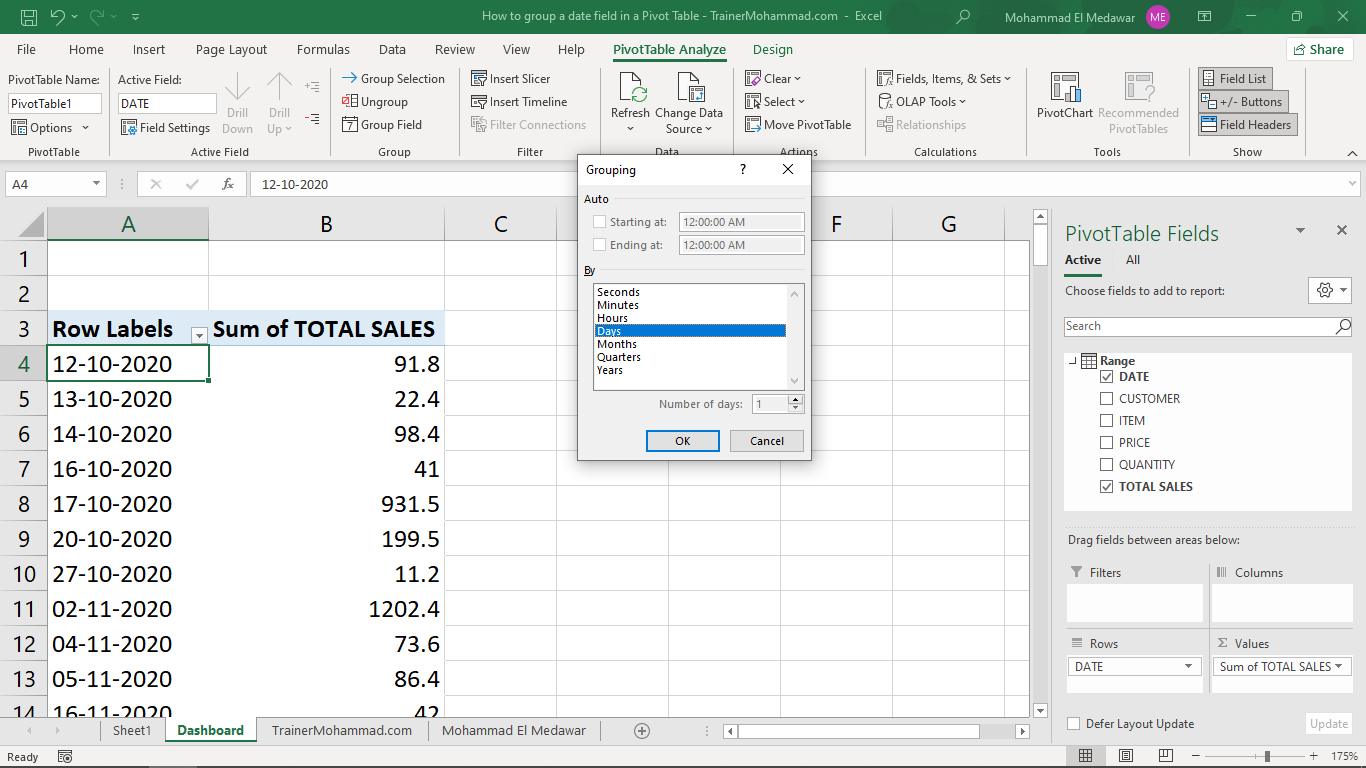 How to group a date field in a Pivot Table - TrainerMohammad.com - Excel
Mohammad El Medawar
ME
File Home Insert Page Layout Formulas Data Review View Help PivotTable Analyze Design Share
PivotTable Name:
PivotTable1
Options
PivotTable
Active Field:
DATE
Field Settings
Drill Down
Drill Up
Active Field
Group Selection
Ungroup
Group Field
Group
Insert Slicer
Insert Timeline
Filter Connections
Filter
Refresh
Change Data Source
Data
Clear
Select
Move PivotTable
Actions
Fields, Items, & Sets
OLAP Tools
Relationships
Calculations
PivotChart
Recommended PivotTables
Tools
Field List
+/- Buttons
Field Headers
Show
A4
fx
12-10-2020
A B C F G
1
2
3 Row Labels Sum of TOTAL SALES
4 12-10-2020 91.8
5 13-10-2020 22.4
6 14-10-2020 98.4
7 16-10-2020 41
8 17-10-2020 931.5
9 20-10-2020 199.5
10 27-10-2020 11.2
11 02-11-2020 1202.4
12 04-11-2020 73.6
13 05-11-2020 86.4
14 16-11-2020 42
Grouping
?
Auto
Starting at: 12:00:00 AM
Ending at: 12:00:00 AM
By
Seconds
Minutes
Hours
Days
Months
Quarters
Years
Number of days: 1
OK Cancel
PivotTable Fields
Active All
Choose fields to add to report:
Search
Range
DATE
CUSTOMER
ITEM
PRICE
QUANTITY
TOTAL SALES
Drag fields between areas below:
Filters
Columns
Rows
Σ Values
DATE
Sum of TOTAL SALES
Defer Layout Update
Update
Sheet1 Dashboard TrainerMohammad.com Mohammad El Medawar
Ready
175%